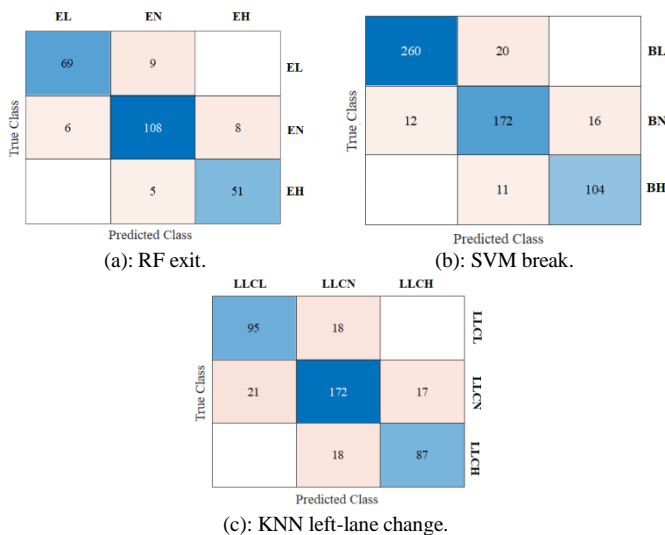 EL EN EH
69 9 EL
True Class
6 108 8 EN
5 51 EH
Predicted Class
(a): RF exit.
260 20 BL
True Class
12 172 16 BN
11 104 BH
Predicted Class
(b): SVM break.
LLCL LLCN LLCH
95 18 LLCL
True Class
21 172 17 LLCN
18 87 LLCH
Predicted Class
(c): KNN left-lane change.